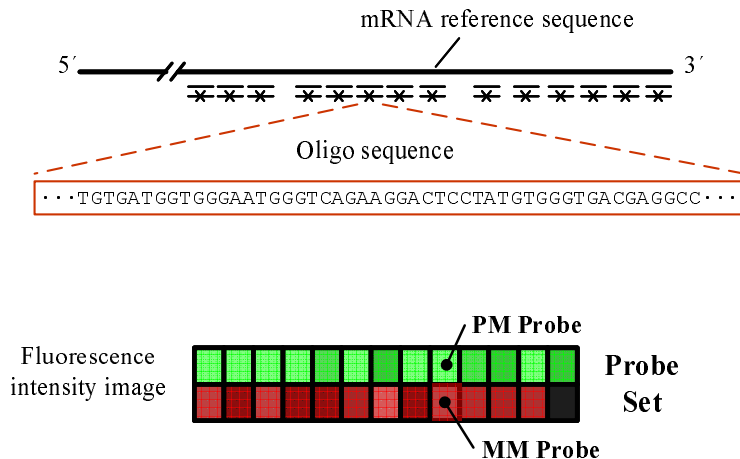 mRNA reference sequence
5´ 3´
Oligo sequence
···TGTGATGGTGGGAATGGGTCAGAAGGACTCCTATGTGGGTGACGAGGCC···
PM Probe
Fluorescence
intensity image
Probe
Set
MM Probe